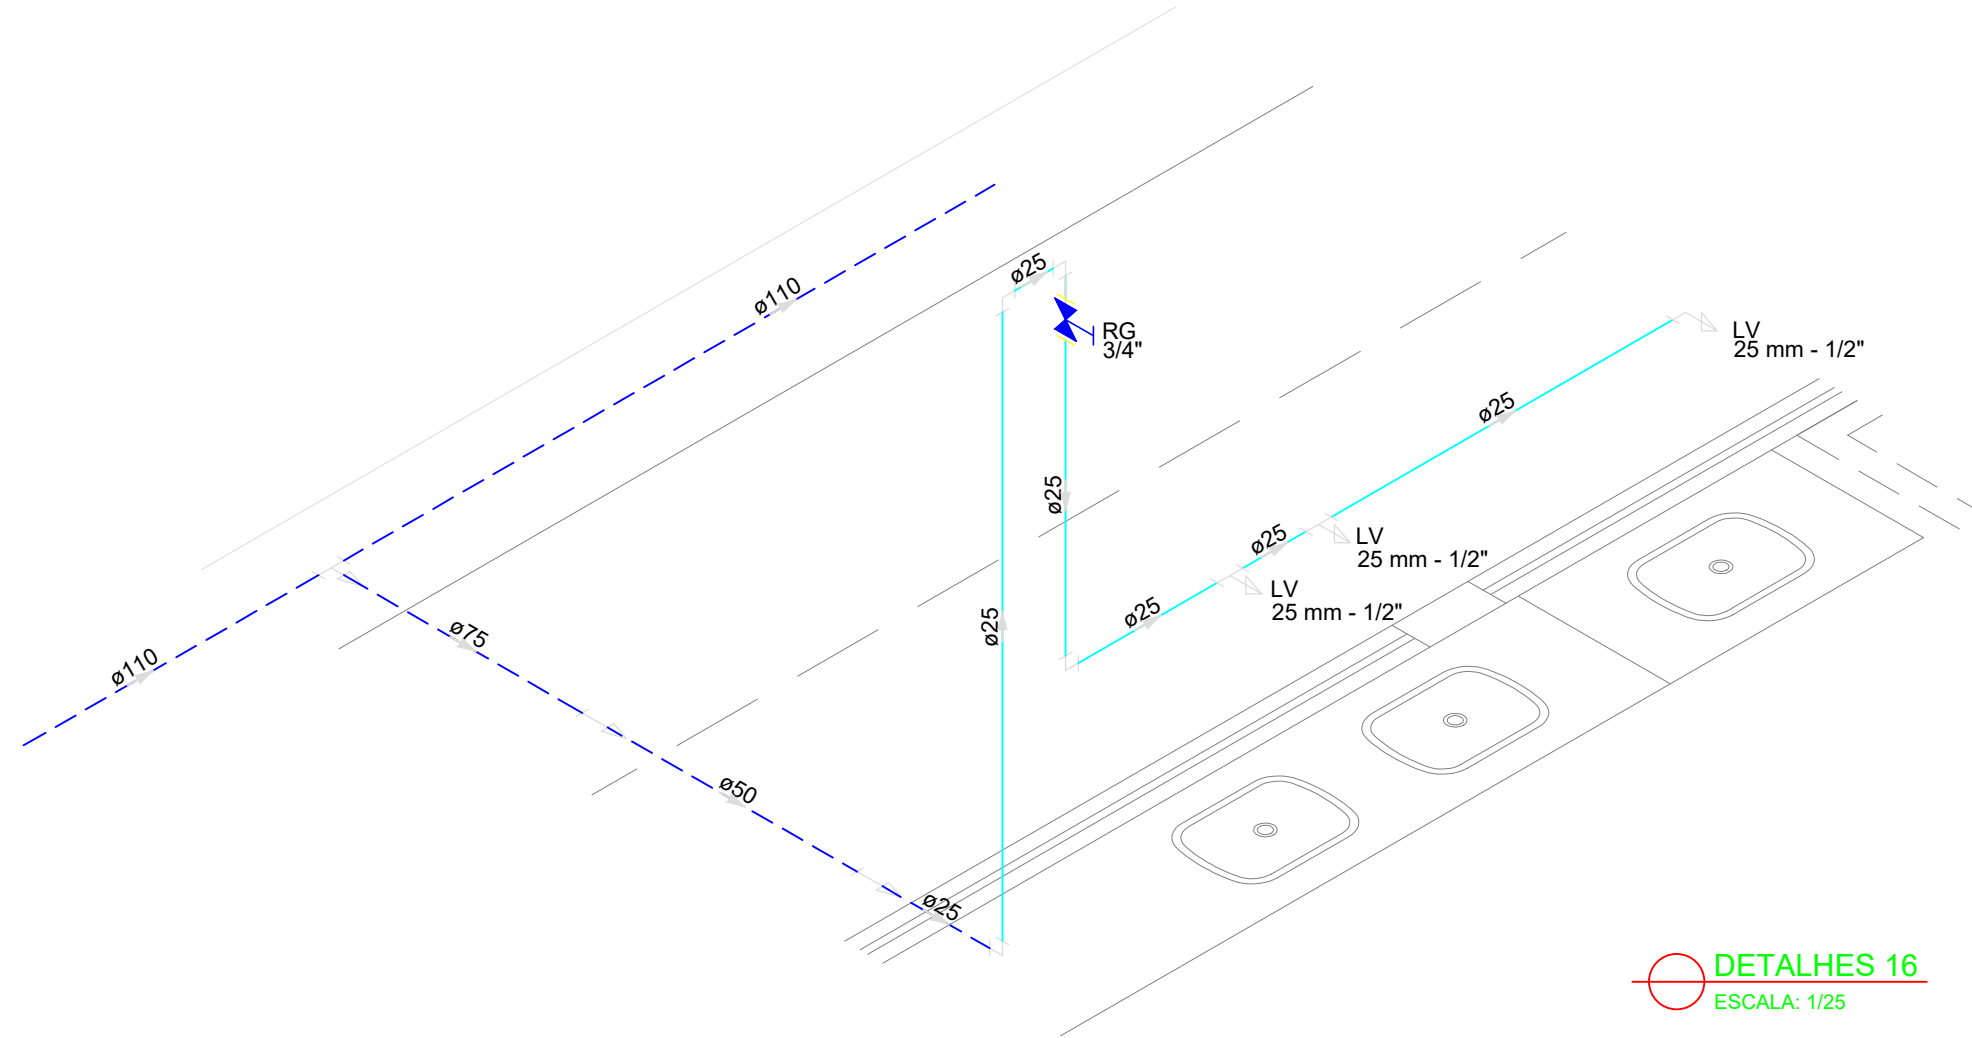 ø110
ø25
RG
3/4"
LV
25 mm - 1/2"
ø25
ø25
ø25
LV
25 mm - 1/2"
LV
25 mm - 1/2"
ø25
ø25
ø75
ø110
ø50
ø25
DETALHES 16
ESCALA: 1/25